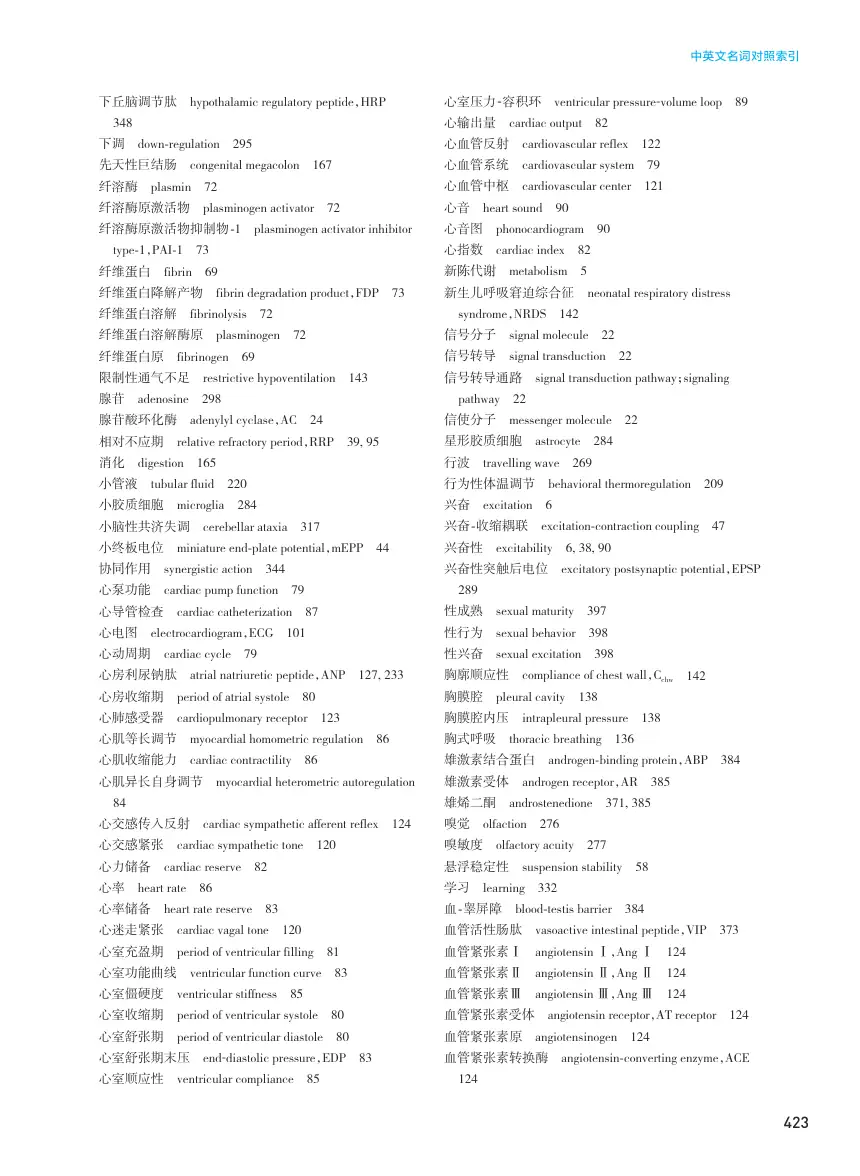 中英文名词对照索引
下丘脑调节肽 hypothalamic regulatory peptide,HRP
348
下调 down-regulation 295
先天性巨结肠 congenital megacolon 167
纤溶酶 plasmin 72
纤溶酶原激活物 plasminogen activator 72
纤溶酶原激活物抑制物-1 plasminogen activator inhibitor
type-1,PAI-1 73
纤维蛋白 fibrin 69
纤维蛋白降解产物 fibrin degradation product,FDP 73
纤维蛋白溶解 fibrinolysis 72
纤维蛋白溶解酶原 plasminogen 72
纤维蛋白原 fibrinogen 69
限制性通气不足 restrictive hypoventilation 143
腺苷 adenosine 298
腺苷酸环化酶 adenylyl cyclase,AC 24
相对不应期 relative refractory period,RRP 39, 95
消化 digestion 165
小管液 tubular fluid 220
小胶质细胞 microglia 284
小脑性共济失调 cerebellar ataxia 317
小终板电位 miniature end-plate potential,mEPP 44
协同作用 synergistic action 344
心泵功能 cardiac pump function 79
心导管检查 cardiac catheterization 87
心电图 electrocardiogram,ECG 101
心动周期 cardiac cycle 79
心房利尿钠肽 atrial natriuretic peptide,ANP 127, 233
心房收缩期 period of atrial systole 80
心肺感受器 cardiopulmonary receptor 123
心肌等长调节 myocardial homometric regulation 86
心肌收缩能力 cardiac contractility 86
心肌异长自身调节 myocardial heterometric autoregulation
84
心交感传入反射 cardiac sympathetic afferent reflex 124
心交感紧张 cardiac sympathetic tone 120
心力储备 cardiac reserve 82
心率 heart rate 86
心率储备 heart rate reserve 83
心迷走紧张 cardiac vagal tone 120
心室充盈期 period of ventricular filling 81
心室功能曲线 ventricular function curve 83
心室僵硬度 ventricular stiffness 85
心室收缩期 period of ventricular systole 80
心室舒张期 period of ventricular diastole 80
心室舒张期末压 end-diastolic pressure,EDP 83
心室顺应性 ventricular compliance 85
心室压力-容积环 ventricular pressure-volume loop 89
心输出量 cardiac output 82
心血管反射 cardiovascular reflex 122
心血管系统 cardiovascular system 79
心血管中枢 cardiovascular center 121
心音 heart sound 90
心音图 phonocardiogram 90
心指数 cardiac index 82
新陈代谢 metabolism 5
新生儿呼吸窘迫综合征 neonatal respiratory distress
syndrome,NRDS 142
信号分子 signal molecule 22
信号转导 signal transduction 22
信号转导通路 signal transduction pathway;signaling
pathway 22
信使分子 messenger molecule 22
星形胶质细胞 astrocyte 284
行波 travelling wave 269
行为性体温调节 behavioral thermoregulation 209
兴奋 excitation 6
兴奋-收缩耦联 excitation-contraction coupling 47
兴奋性 excitability 6, 38, 90
兴奋性突触后电位 excitatory postsynaptic potential,EPSP
289
性成熟 sexual maturity 397
性行为 sexual behavior 398
性兴奋 sexual excitation 398
胸廓顺应性 compliance of chest wall,Cchw 142
胸膜腔 pleural cavity 138
胸膜腔内压 intrapleural pressure 138
胸式呼吸 thoracic breathing 136
雄激素结合蛋白 androgen-binding protein,ABP 384
雄激素受体 androgen receptor,AR 385
雄烯二酮 androstenedione 371, 385
嗅觉 olfaction 276
嗅敏度 olfactory acuity 277
悬浮稳定性 suspension stability 58
学习 learning 332
血-睾屏障 blood-testis barrier 384
血管活性肠肽 vasoactive intestinal peptide,VIP 373
血管紧张素Ⅰ angiotensin Ⅰ,Ang Ⅰ 124
血管紧张素Ⅱ angiotensin Ⅱ,Ang Ⅱ 124
血管紧张素Ⅲ angiotensin Ⅲ,Ang Ⅲ 124
血管紧张素受体 angiotensin receptor,AT receptor 124
血管紧张素原 angiotensinogen 124
血管紧张素转换酶 angiotensin-converting enzyme,ACE
124
423